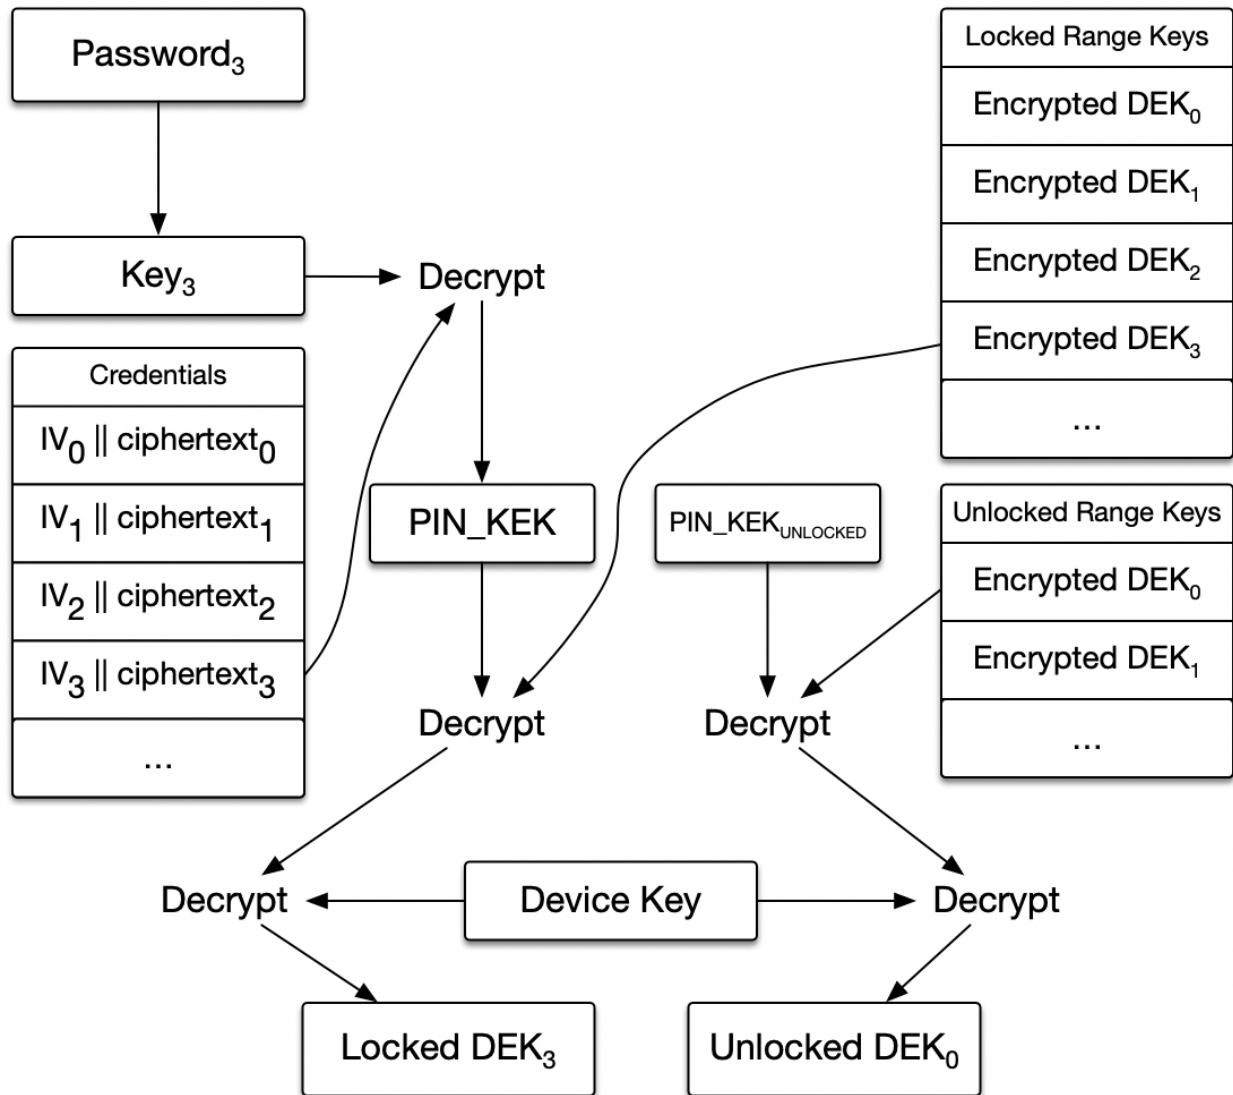 Password₃
Key₃
Decrypt
Credentials
IV₀ || ciphertext₀
IV₁ || ciphertext₁
IV₂ || ciphertext₂
IV₃ || ciphertext₃
...
PIN_KEK
PIN_KEK_UNLOCKED
Locked Range Keys
Encrypted DEK₀
Encrypted DEK₁
Encrypted DEK₂
Encrypted DEK₃
...
Unlocked Range Keys
Encrypted DEK₀
Encrypted DEK₁
...
Decrypt
Decrypt
Decrypt
Device Key
Decrypt
Locked DEK₃
Unlocked DEK₀